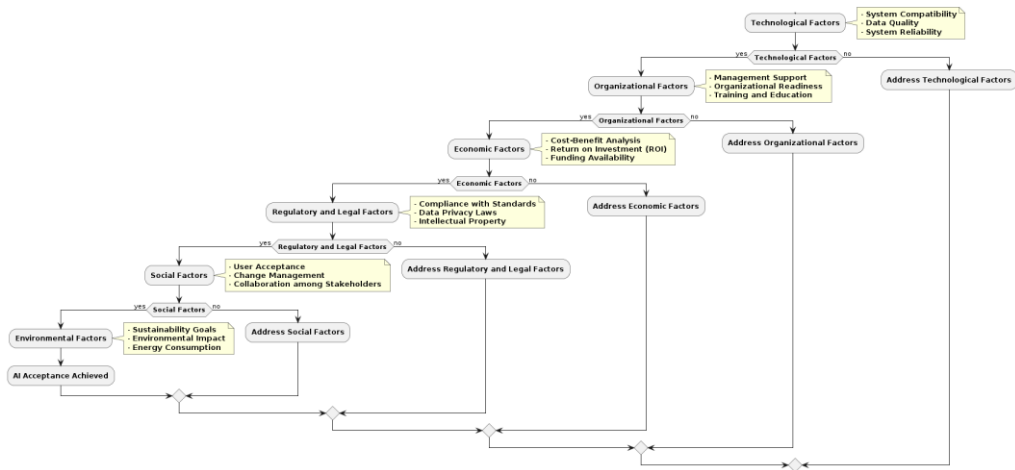 Technological Factors
- System Compatibility
- Data Quality
- System Reliability
yes
Technological Factors
no
Organizational Factors
- Management Support
- Organizational Readiness
- Training and Education
Address Technological Factors
yes
Organizational Factors
no
Economic Factors
- Cost-Benefit Analysis
- Return on Investment (ROI)
- Funding Availability
Address Organizational Factors
yes
Economic Factors
no
Regulatory and Legal Factors
- Compliance with Standards
- Data Privacy Laws
- Intellectual Property
Address Economic Factors
yes
Regulatory and Legal Factors
no
Social Factors
- User Acceptance
- Change Management
- Collaboration among Stakeholders
Address Regulatory and Legal Factors
yes
Social Factors
no
Environmental Factors
- Sustainability Goals
- Environmental Impact
- Energy Consumption
Address Social Factors
AI Acceptance Achieved